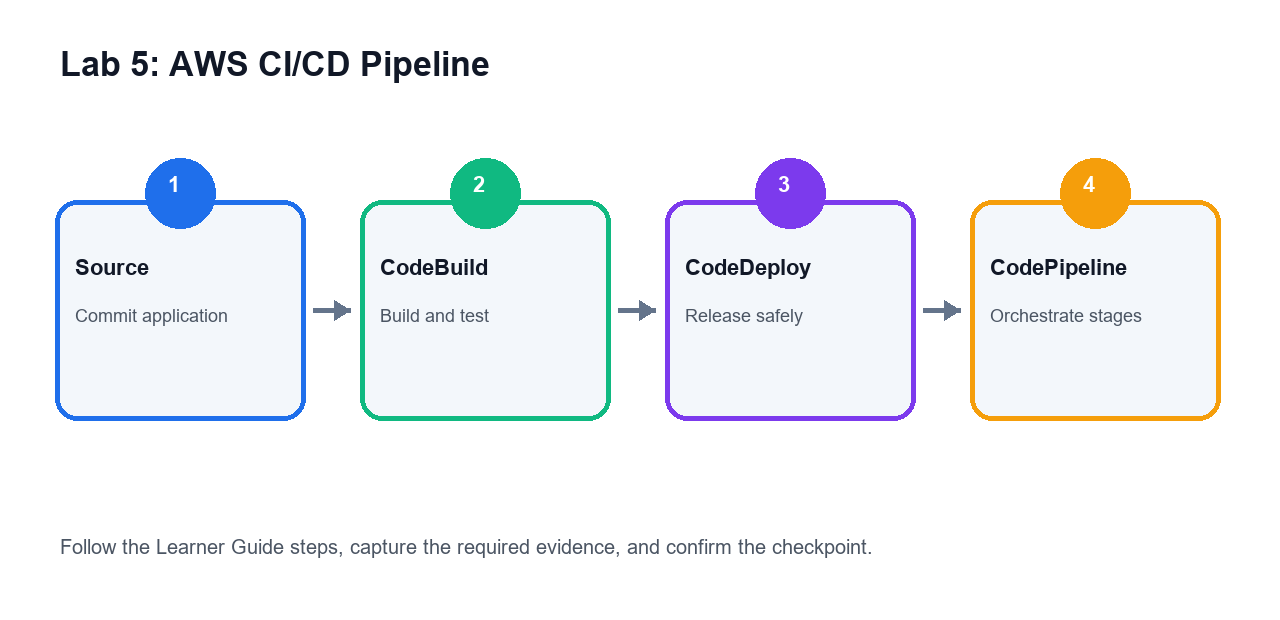 Lab 5: AWS CI/CD Pipeline
1
2
3
4
Source
CodeBuild
CodeDeploy
CodePipeline
Commit application
Build and test
Release safely
Orchestrate stages
Follow the Learner Guide steps, capture the required evidence, and confirm the checkpoint.